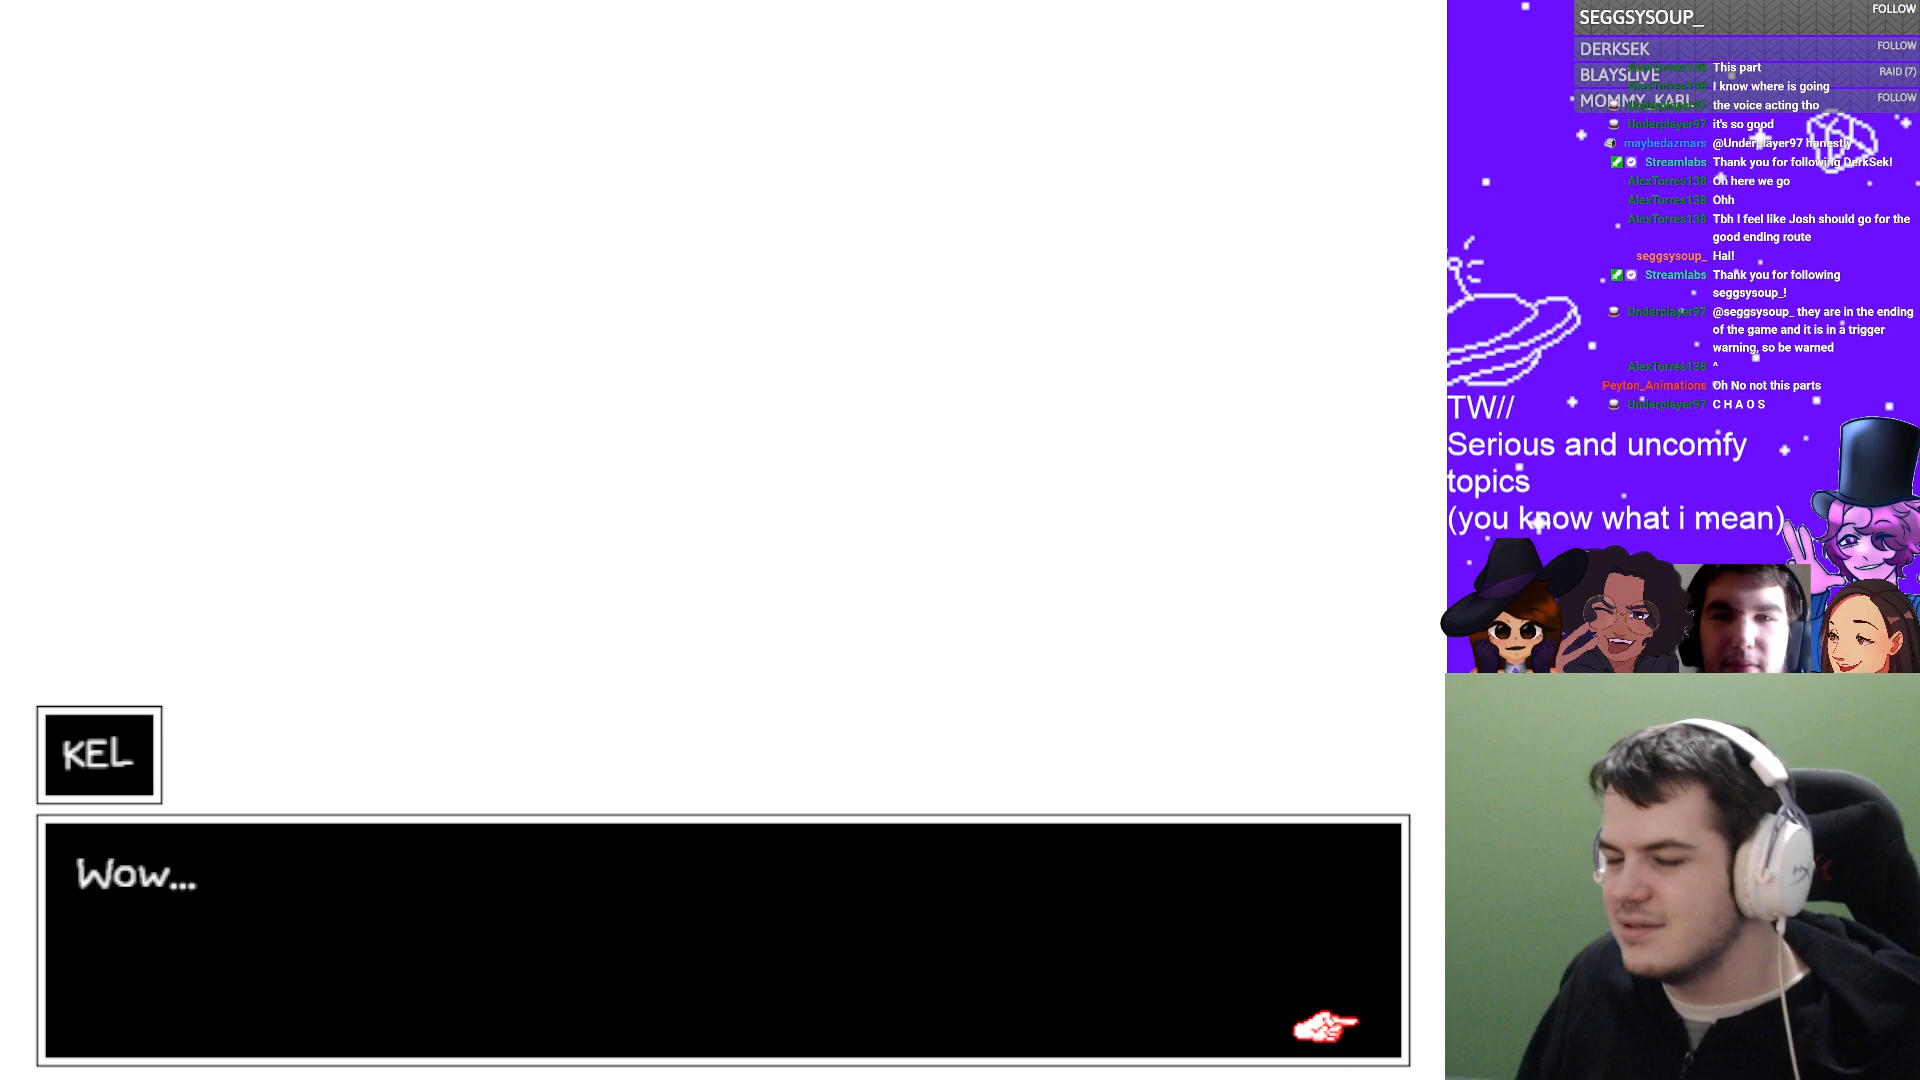 SEGGSYSOUP_ FOLLOW
DERKSEK FOLLOW
BLAYSLIVE RAID (7)
MOMMY_KARL FOLLOW
AlexTorres138 This part
AlexTorres138 I know where is going
Underplayer97 the voice acting tho
Underplayer97 it's so good
maybedazmars @Underplayer97 honestly
Streamlabs Thank you for following DerkSek!
AlexTorres138 Oh here we go
AlexTorres138 Ohh
AlexTorres138 Tbh I feel like Josh should go for the
good ending route
seggsysoup_ Hai!
Streamlabs Thank you for following
seggsysoup_!
Underplayer97 @seggsysoup_ they are in the ending
of the game and it is in a trigger
warning, so be warned
AlexTorres138 ^
Peyton_Animations Oh No not this parts
Underplayer97 C H A O S
TW//
Serious and uncomfy
topics
(you know what i mean)
KEL
Wow...